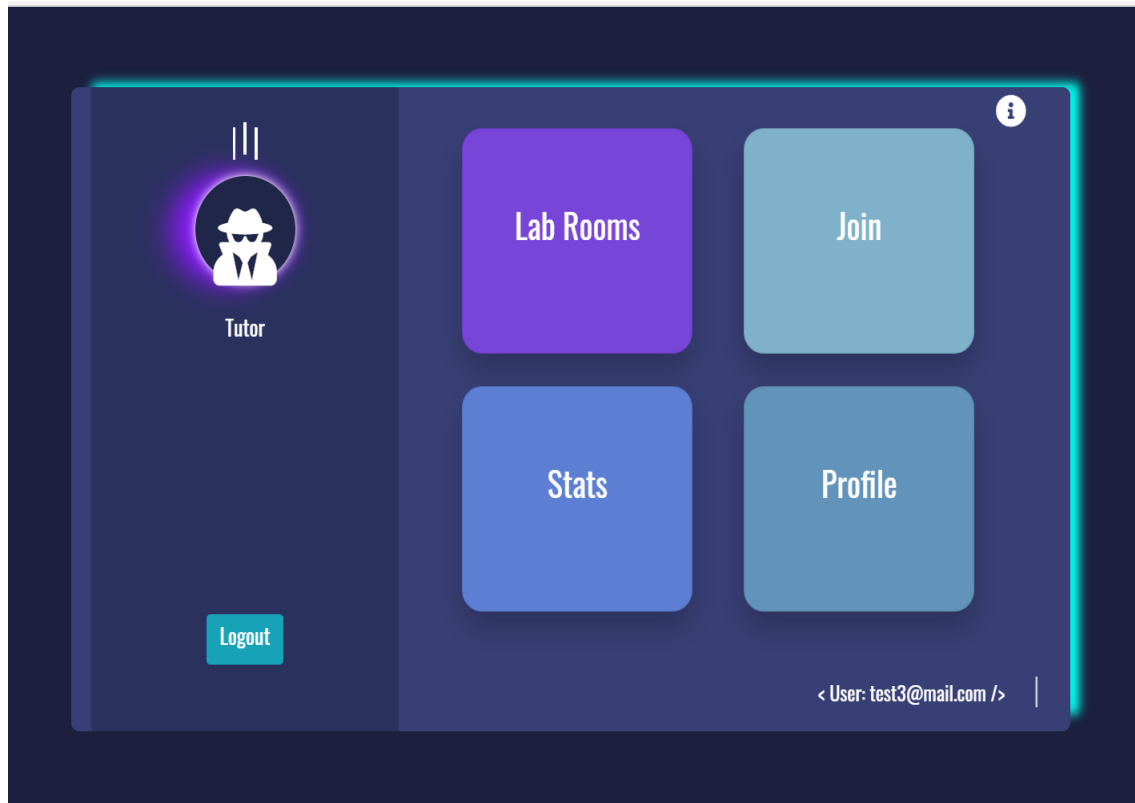 Tutor
Logout
Lab Rooms
Join
Stats
Profile
< User: test3@mail.com />